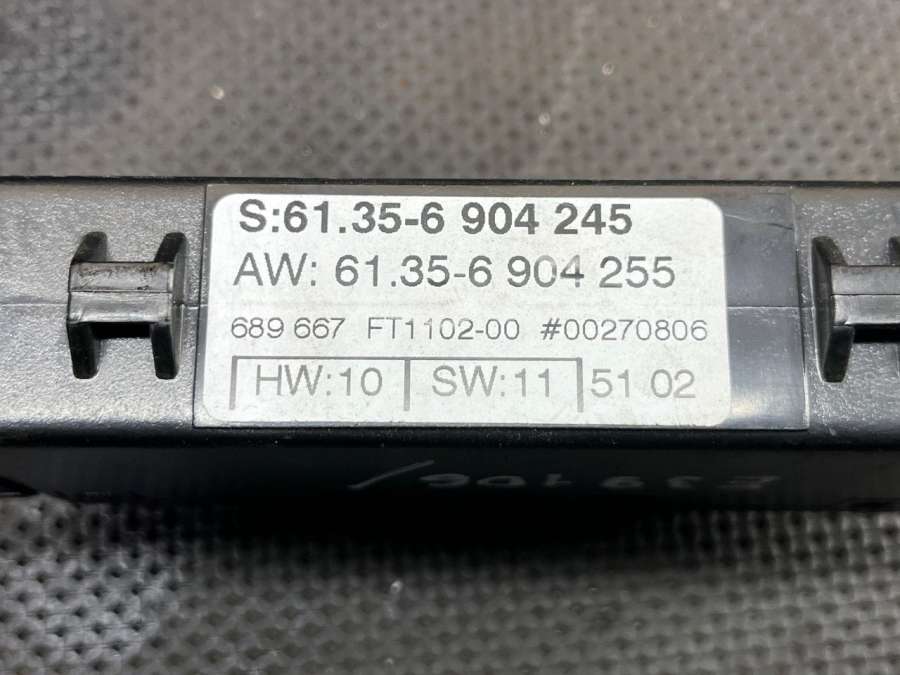 S:61.35-6 904 245
AW: 61.35-6 904 255
689 667 FT1102-00 #00270806
HW:10 SW:11 51 02